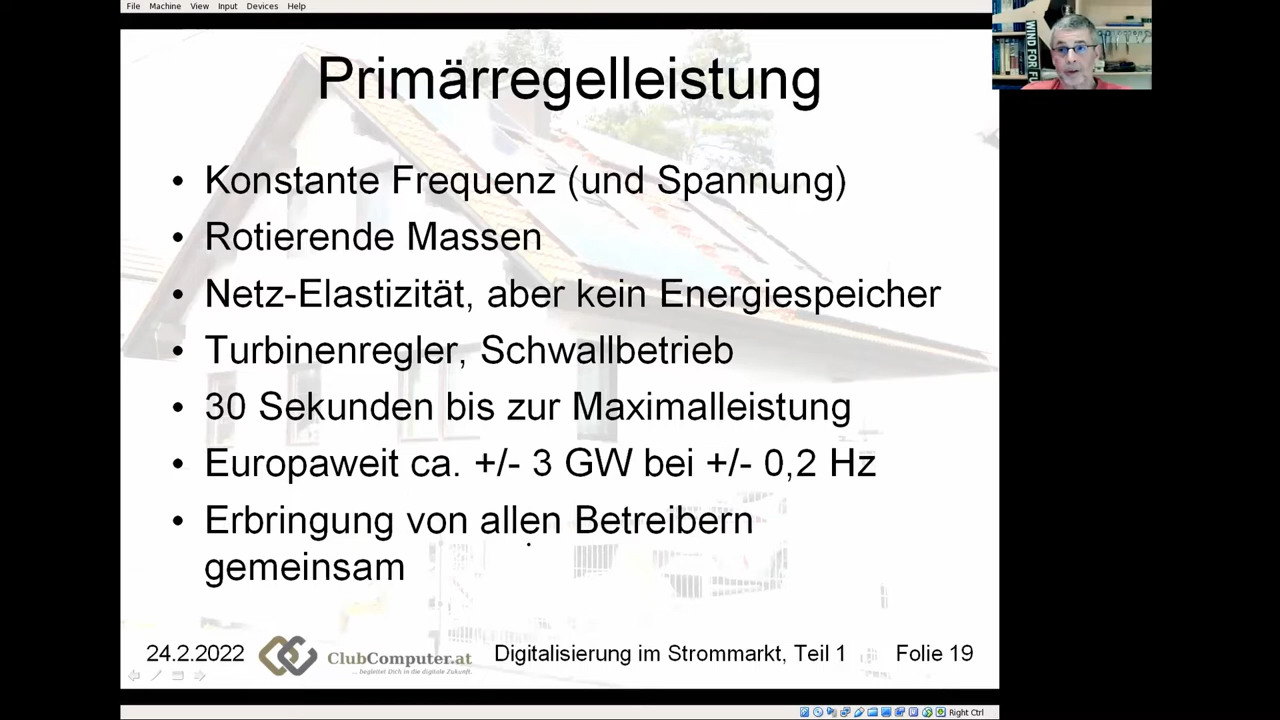 File Machine View Input Devices Help
Primärregelleistung
• Konstante Frequenz (und Spannung)
• Rotierende Massen
• Netz-Elastizität, aber kein Energiespeicher
• Turbinenregler, Schwallbetrieb
• 30 Sekunden bis zur Maximalleistung
• Europaweit ca. +/- 3 GW bei +/- 0,2 Hz
• Erbringung von allen Betreibern
gemeinsam
24.2.2022
ClubComputer.at
... begleitet Dich in die digitale Zukunft.
Digitalisierung im Strommarkt, Teil 1
Folie 19
WIND FOR FU
Right Ctrl